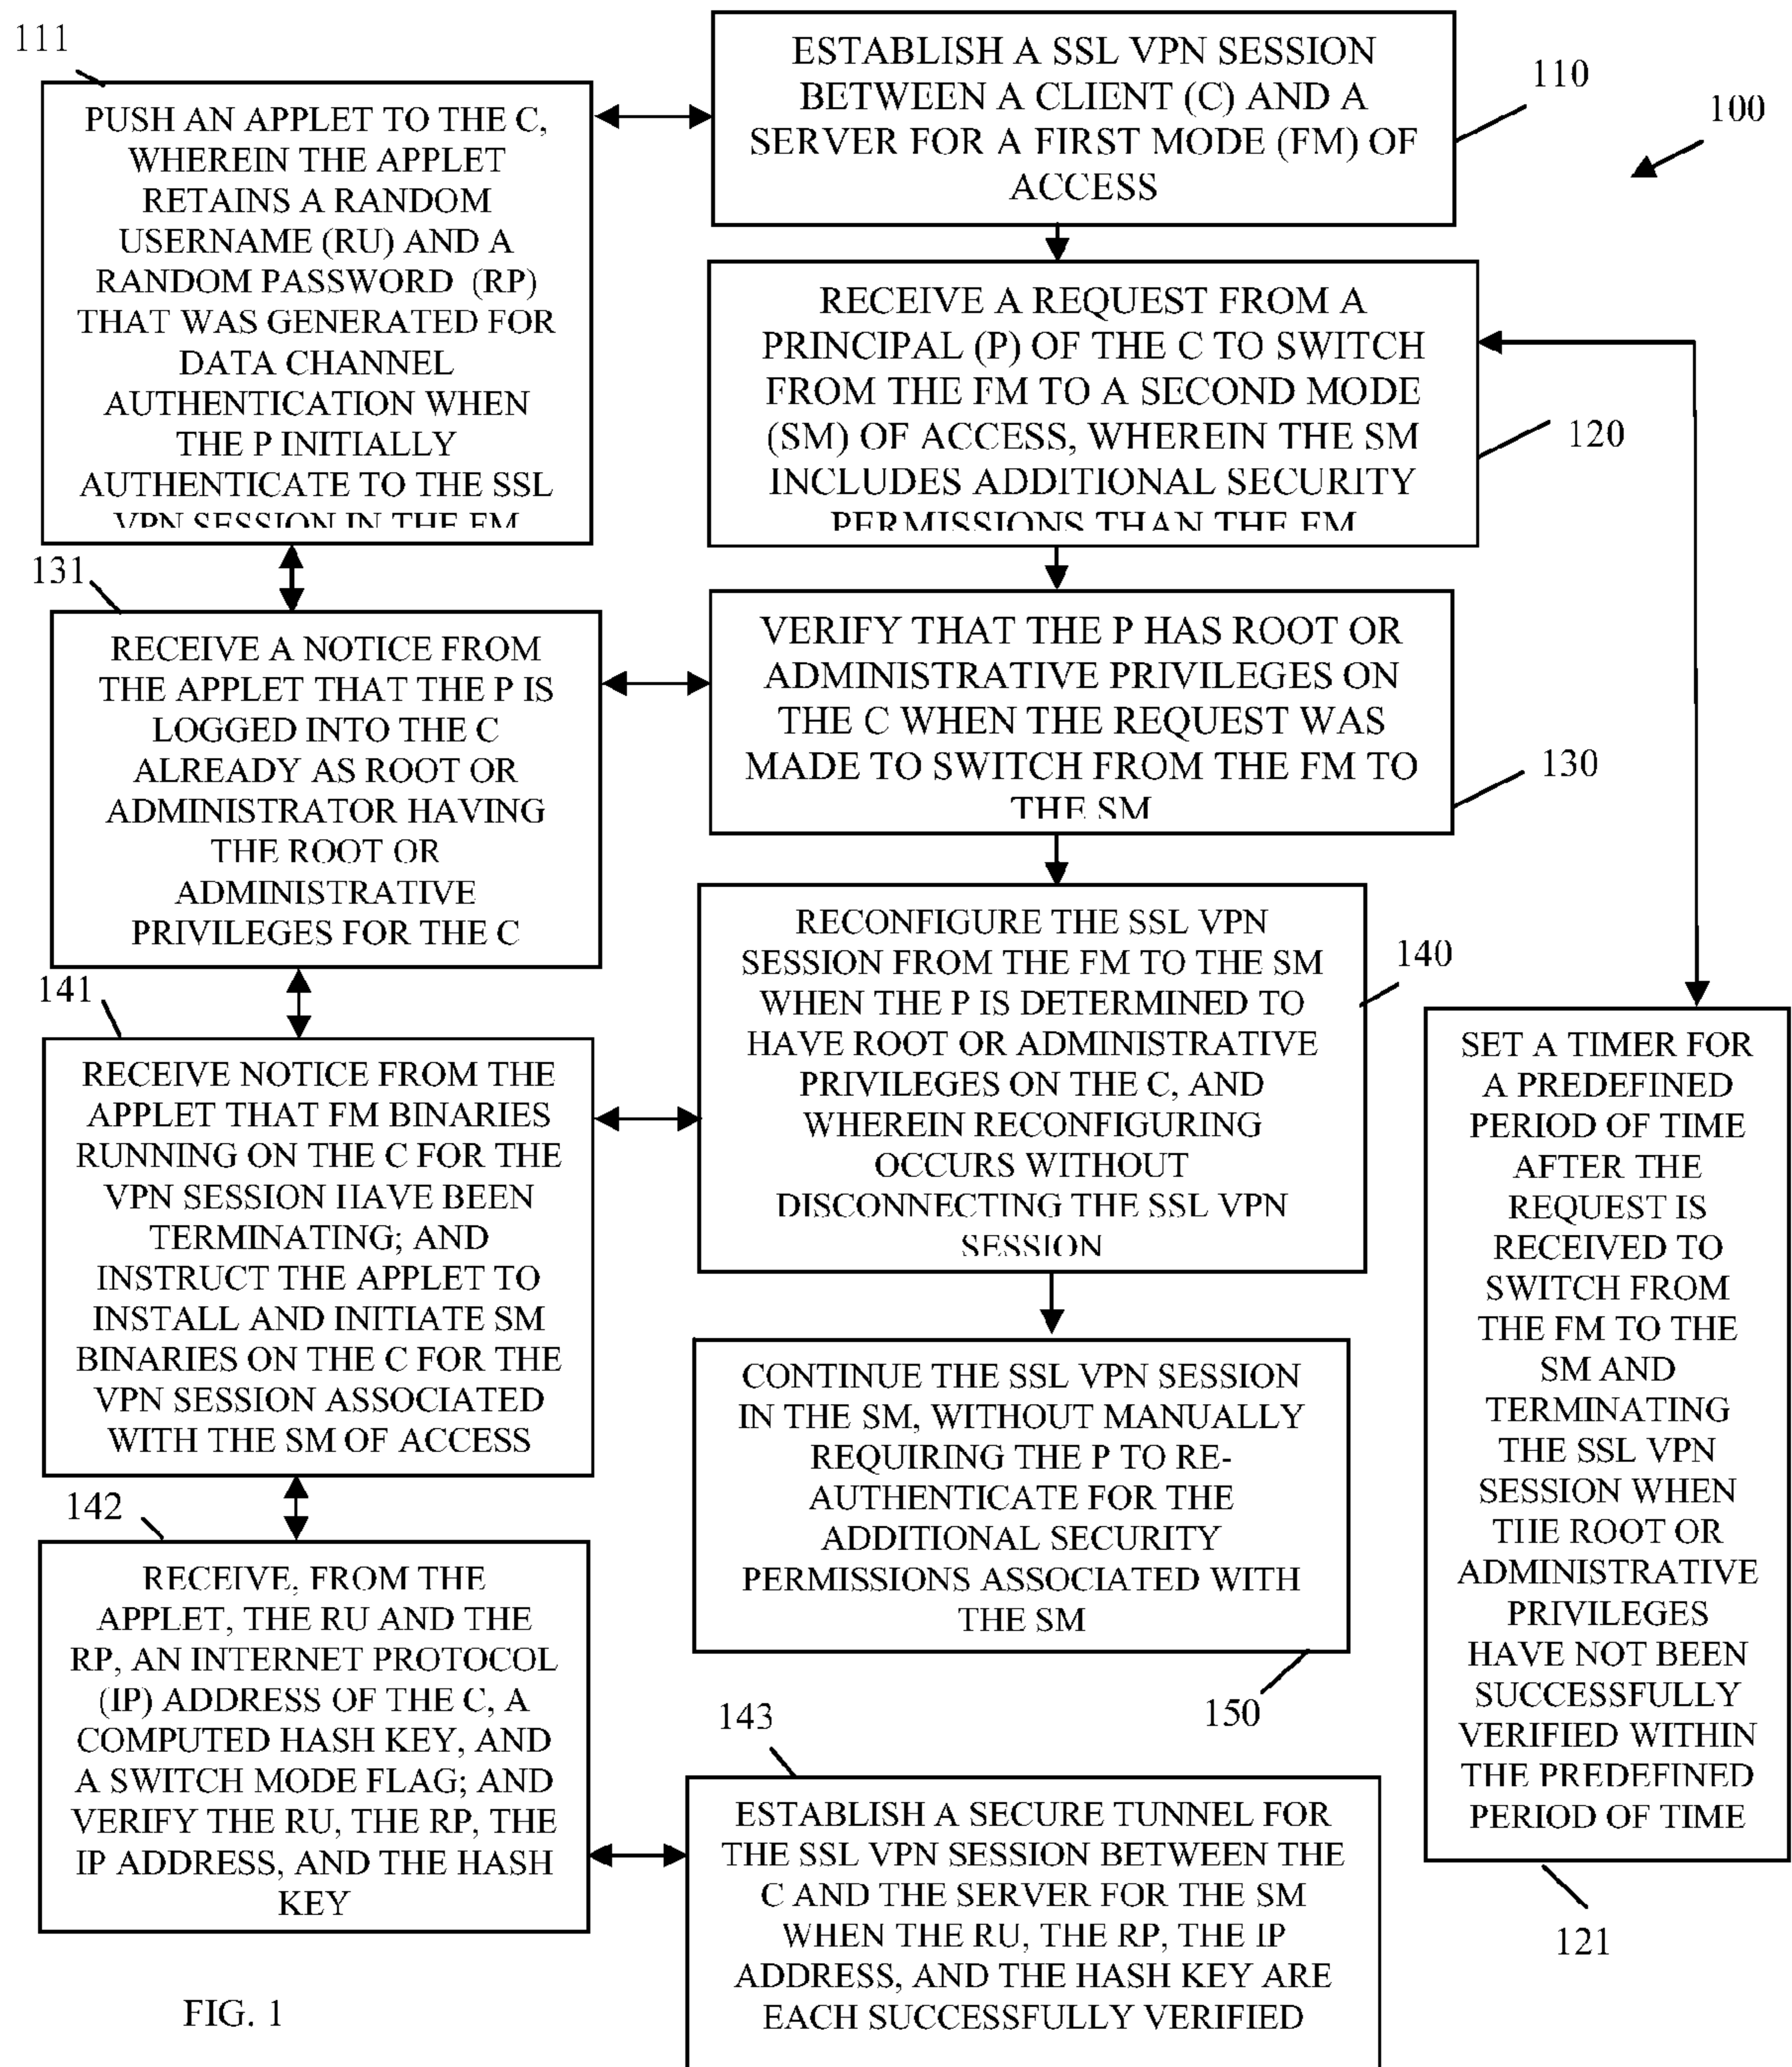 111
PUSH AN APPLET TO THE C,
WHEREIN THE APPLET
RETAINS A RANDOM
USERNAME (RU) AND A
RANDOM PASSWORD (RP)
THAT WAS GENERATED FOR
DATA CHANNEL
AUTHENTICATION WHEN
THE P INITIALLY
AUTHENTICATE TO THE SSL
VPN SESSION IN THE FM
ESTABLISH A SSL VPN SESSION
BETWEEN A CLIENT (C) AND A
SERVER FOR A FIRST MODE (FM) OF
ACCESS
110
100
RECEIVE A REQUEST FROM A
PRINCIPAL (P) OF THE C TO SWITCH
FROM THE FM TO A SECOND MODE
(SM) OF ACCESS, WHEREIN THE SM
INCLUDES ADDITIONAL SECURITY
PERMISSIONS THAN THE FM
120
131
RECEIVE A NOTICE FROM
THE APPLET THAT THE P IS
LOGGED INTO THE C
ALREADY AS ROOT OR
ADMINISTRATOR HAVING
THE ROOT OR
ADMINISTRATIVE
PRIVILEGES FOR THE C
VERIFY THAT THE P HAS ROOT OR
ADMINISTRATIVE PRIVILEGES ON
THE C WHEN THE REQUEST WAS
MADE TO SWITCH FROM THE FM TO
THE SM
130
141
RECEIVE NOTICE FROM THE
APPLET THAT FM BINARIES
RUNNING ON THE C FOR THE
VPN SESSION HAVE BEEN
TERMINATING; AND
INSTRUCT THE APPLET TO
INSTALL AND INITIATE SM
BINARIES ON THE C FOR THE
VPN SESSION ASSOCIATED
WITH THE SM OF ACCESS
RECONFIGURE THE SSL VPN
SESSION FROM THE FM TO THE SM
WHEN THE P IS DETERMINED TO
HAVE ROOT OR ADMINISTRATIVE
PRIVILEGES ON THE C, AND
WHEREIN RECONFIGURING
OCCURS WITHOUT
DISCONNECTING THE SSL VPN
SESSION
140
SET A TIMER FOR
A PREDEFINED
PERIOD OF TIME
AFTER THE
REQUEST IS
RECEIVED TO
SWITCH FROM
THE FM TO THE
SM AND
TERMINATING
THE SSL VPN
SESSION WHEN
THE ROOT OR
ADMINISTRATIVE
PRIVILEGES
HAVE NOT BEEN
SUCCESSFULLY
VERIFIED WITHIN
THE PREDEFINED
PERIOD OF TIME
121
CONTINUE THE SSL VPN SESSION
IN THE SM, WITHOUT MANUALLY
REQUIRING THE P TO RE-
AUTHENTICATE FOR THE
ADDITIONAL SECURITY
PERMISSIONS ASSOCIATED WITH
THE SM
150
142
RECEIVE, FROM THE
APPLET, THE RU AND THE
RP, AN INTERNET PROTOCOL
(IP) ADDRESS OF THE C, A
COMPUTED HASH KEY, AND
A SWITCH MODE FLAG; AND
VERIFY THE RU, THE RP, THE
IP ADDRESS, AND THE HASH
KEY
143
ESTABLISH A SECURE TUNNEL FOR
THE SSL VPN SESSION BETWEEN THE
C AND THE SERVER FOR THE SM
WHEN THE RU, THE RP, THE IP
ADDRESS, AND THE HASH KEY ARE
EACH SUCCESSFULLY VERIFIED
FIG. 1